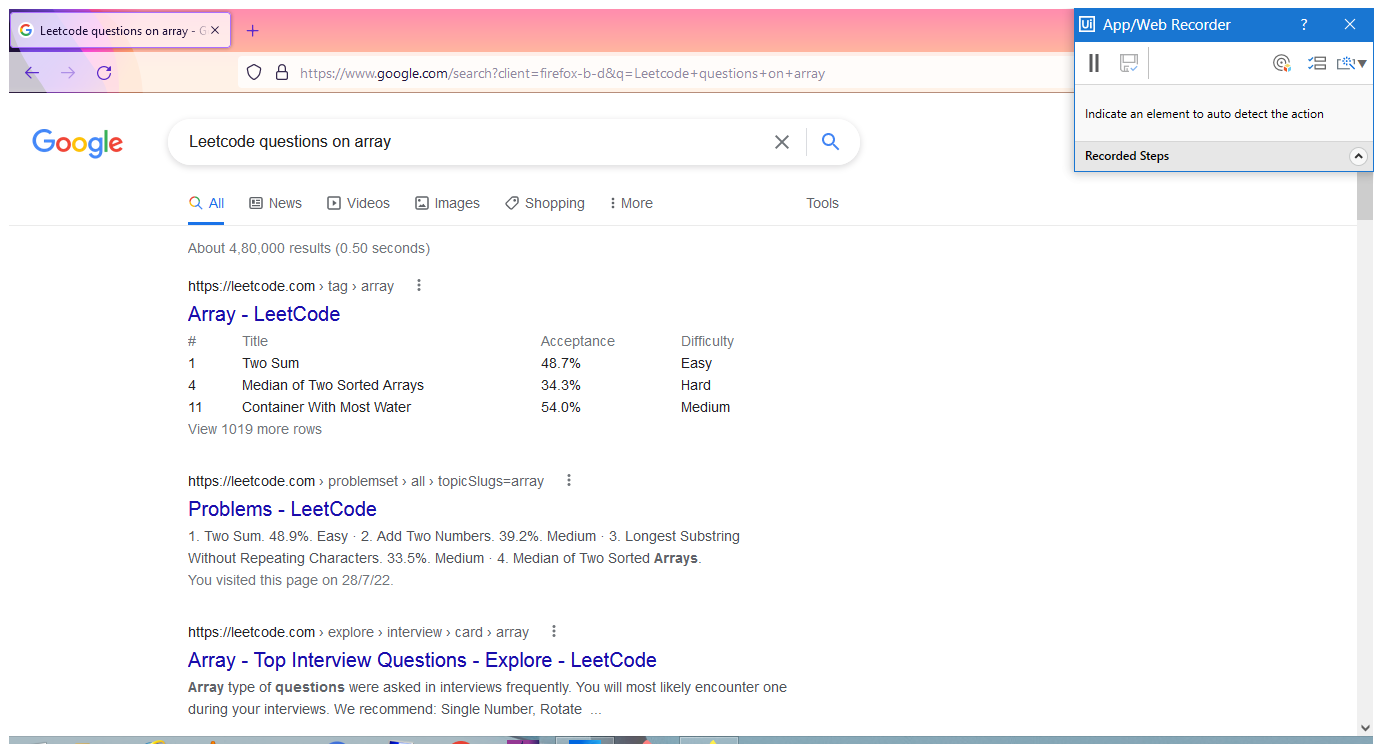 Leetcode questions on array - G
Ui App/Web Recorder ?
https://www.google.com/search?client=firefox-b-d&q=Leetcode+questions+on+array
Indicate an element to auto detect the action
Recorded Steps
Google
Leetcode questions on array
All News Videos Images Shopping More Tools
About 4,80,000 results (0.50 seconds)
https://leetcode.com › tag › array
Array - LeetCode
# Title Acceptance Difficulty
1 Two Sum 48.7% Easy
4 Median of Two Sorted Arrays 34.3% Hard
11 Container With Most Water 54.0% Medium
View 1019 more rows
https://leetcode.com › problemset › all › topicSlugs=array
Problems - LeetCode
1. Two Sum. 48.9%. Easy · 2. Add Two Numbers. 39.2%. Medium · 3. Longest Substring
Without Repeating Characters. 33.5%. Medium · 4. Median of Two Sorted Arrays.
You visited this page on 28/7/22.
https://leetcode.com › explore › interview › card › array
Array - Top Interview Questions - Explore - LeetCode
Array type of questions were asked in interviews frequently. You will most likely encounter one
during your interviews. We recommend: Single Number, Rotate ...